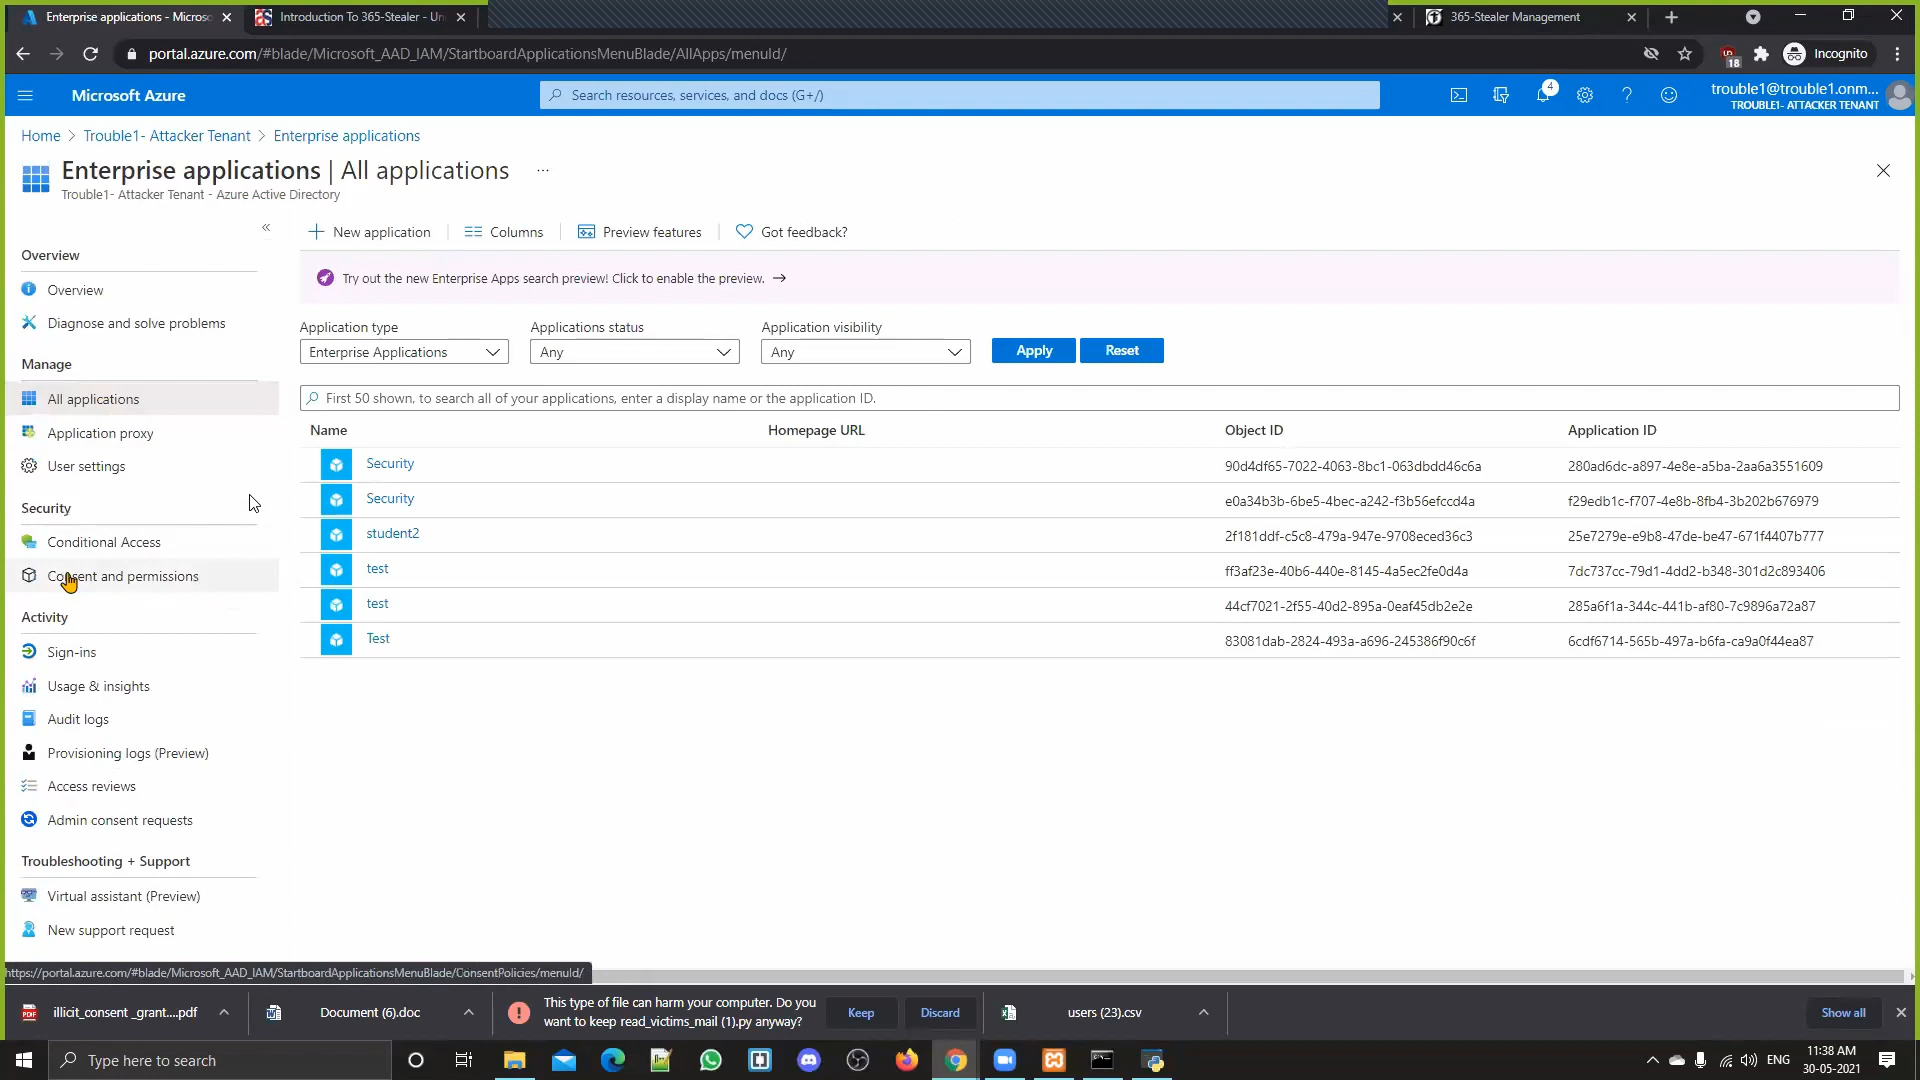 Enterprise applications - Micros
Introduction To 365-Stealer - Un
365-Stealer Management
portal.azure.com/#blade/Microsoft_AAD_IAM/StartboardApplicationsMenuBlade/AllApps/menuId/
18
Incognito
Microsoft Azure
Search resources, services, and docs (G+/)
4
trouble1@trouble1.onm...
TROUBLE1- ATTACKER TENANT
Home > Trouble1- Attacker Tenant > Enterprise applications
Enterprise applications | All applications ...
Trouble1- Attacker Tenant - Azure Active Directory
New application
Columns
Preview features
Got feedback?
Try out the new Enterprise Apps search preview! Click to enable the preview. →
Overview
Overview
Diagnose and solve problems
Manage
All applications
Application proxy
User settings
Security
Conditional Access
Consent and permissions
Activity
Sign-ins
Usage & insights
Audit logs
Provisioning logs (Preview)
Access reviews
Admin consent requests
Troubleshooting + Support
Virtual assistant (Preview)
New support request
Application type
Applications status
Application visibility
Enterprise Applications
Any
Any
Apply
Reset
First 50 shown, to search all of your applications, enter a display name or the application ID.
Name Homepage URL Object ID Application ID
Security 90d4df65-7022-4063-8bc1-063dbdd46c6a 280ad6dc-a897-4e8e-a5ba-2aa6a3551609
Security e0a34b3b-6be5-4bec-a242-f3b56efccd4a f29edb1c-f707-4e8b-8fb4-3b202b676979
student2 2f181ddf-c5c8-479a-947e-9708eced36c3 25e7279e-e9b8-47de-be47-671f4407b777
test ff3af23e-40b6-440e-8145-4a5ec2fe0d4a 7dc737cc-79d1-4dd2-b348-301d2c893406
test 44cf7021-2f55-40d2-895a-0eaf45db2e2e 285a6f1a-344c-441b-af80-7c9896a72a87
Test 83081dab-2824-493a-a696-245386f90c6f 6cdf6714-565b-497a-b6fa-ca9a0f44ea87
https://portal.azure.com/#blade/Microsoft_AAD_IAM/StartboardApplicationsMenuBlade/ConsentPolicies/menuId/
illicit_consent _grant....pdf
Document (6).doc
This type of file can harm your computer. Do you
want to keep read_victims_mail (1).py anyway?
Keep
Discard
users (23).csv
Show all
Type here to search
ENG
11:38 AM
30-05-2021